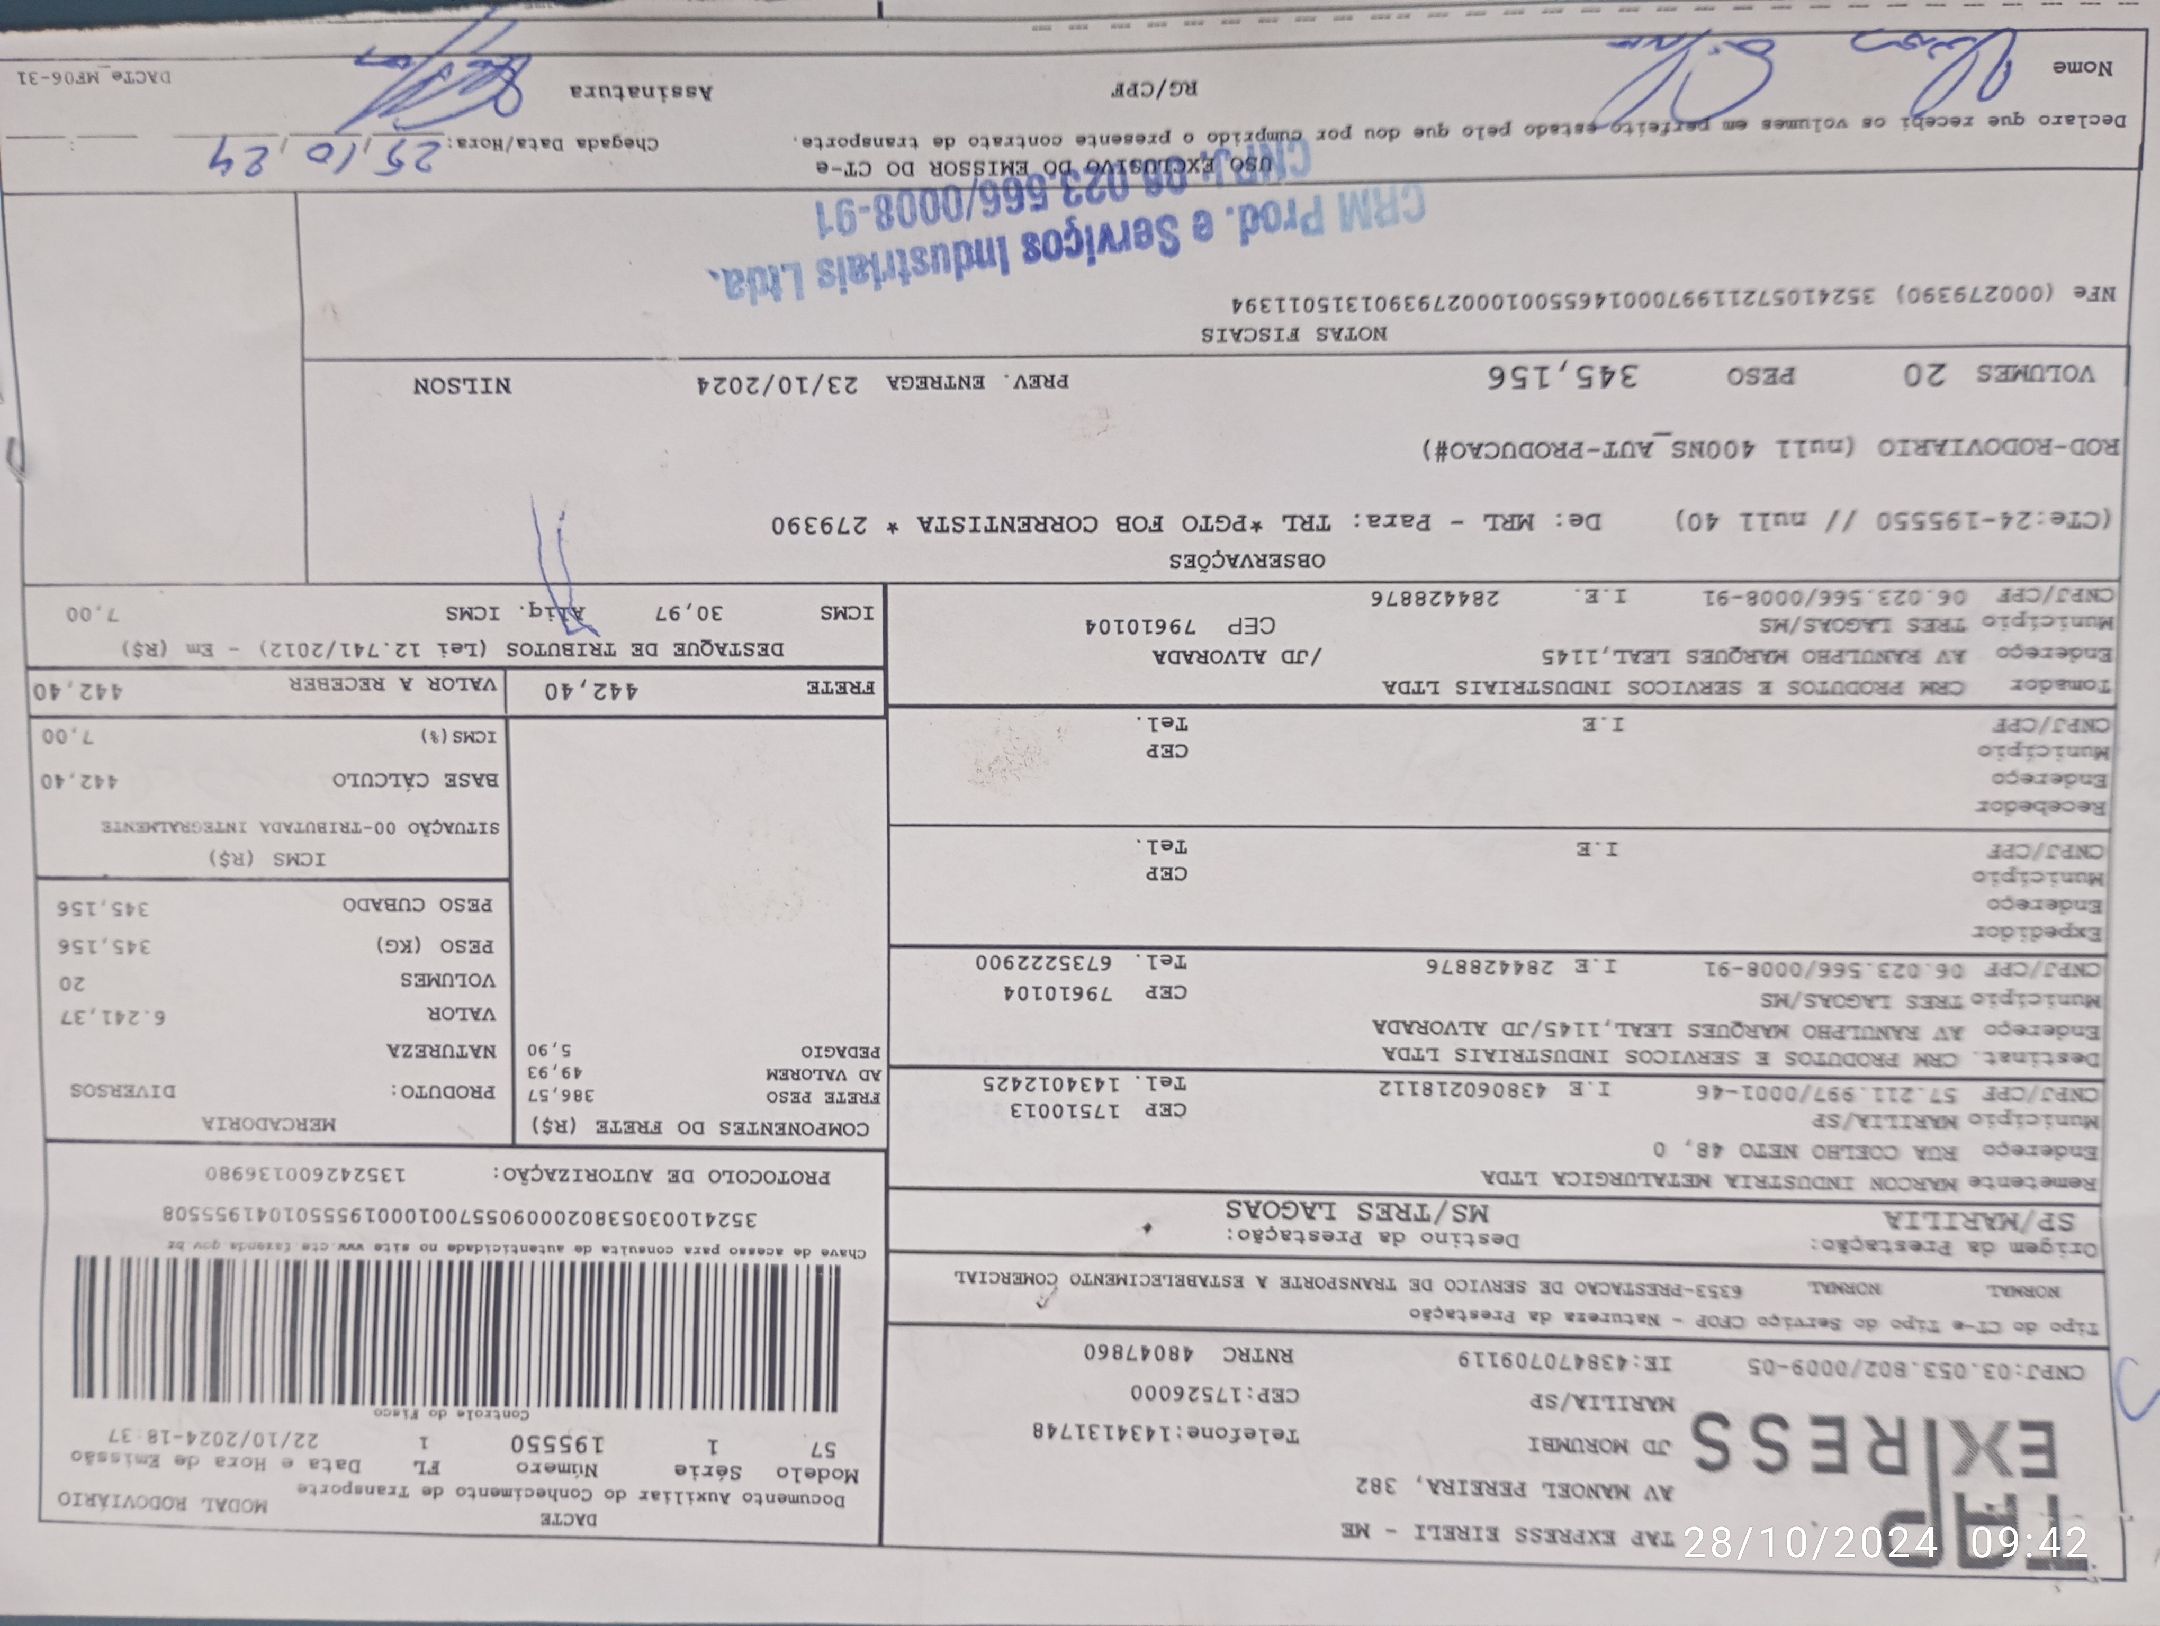 TAP
EXPRESS
TAP EXPRESS EIRELI - ME
AV MANOEL PEREIRA, 382
JD MORUMBI
Telefone:1434131748
MARILIA/SP
CEP:17526000
CNPJ:03.053.802/0009-05 IE:438470709119 RNTRC 48047860
DACTE MODAL RODOVIÁRIO
Documento Auxiliar do Conhecimento de Transporte
Modelo Série Número FL Data e Hora de Emissão
57 1 195550 1 22/10/2024-18:37
Controle do Fisco
Chave de acesso para consulta de autenticidade no site www.cte.fazenda.gov.br
35241003053802000905570010001955501041955508
PROTOCOLO DE AUTORIZAÇÃO: 135242600136980
Tipo do CT-e Tipo do Serviço CFOP - Natureza da Prestação
NORMAL NORMAL 6353-PRESTACAO DE SERVICO DE TRANSPORTE A ESTABELECIMENTO COMERCIAL
Origem da Prestação: Destino da Prestação:
SP/MARILIA MS/TRES LAGOAS
Remetente MARCON INDUSTRIA METALURGICA LTDA
Endereço RUA COELHO NETO 48, 0
Município MARILIA/SP CEP 17510013
CNPJ/CPF 57.211.997/0001-46 I.E 438060218112 Tel. 1434012425
Destinat. CRM PRODUTOS E SERVICOS INDUSTRIAIS LTDA
Endereço AV RANULPHO MARQUES LEAL,1145/JD ALVORADA
Município TRES LAGOAS/MS CEP 79610104
CNPJ/CPF 06.023.566/0008-91 I.E 284428876 Tel. 6735222900
Expedidor
Endereço
Município CEP
CNPJ/CPF I.E Tel.
Recebedor
Endereço
Município CEP
CNPJ/CPF I.E Tel.
Tomador CRM PRODUTOS E SERVICOS INDUSTRIAIS LTDA
Endereço AV RANULPHO MARQUES LEAL,1145 /JD ALVORADA
Município TRES LAGOAS/MS CEP 79610104
CNPJ/CPF 06.023.566/0008-91 I.E. 284428876
COMPONENTES DO FRETE (R$)
FRETE PESO 386,57
AD VALOREM 49,93
PEDAGIO 5,90
MERCADORIA
PRODUTO: DIVERSOS
NATUREZA
VALOR 6.241,37
VOLUMES 20
PESO (KG) 345,156
PESO CUBADO 345,156
ICMS (R$)
SITUAÇÃO 00-TRIBUTADA INTEGRALMENTE
BASE CÁLCULO 442,40
ICMS(%) 7,00
FRETE 442,40 VALOR A RECEBER 442,40
DESTAQUE DE TRIBUTOS (Lei 12.741/2012) - Em (R$)
ICMS 30,97 Aliq. ICMS 7,00
OBSERVAÇÕES
(CTe:24-195550 // null 40) De: MRL - Para: TRL *PGTO FOB CORRENTISTA * 279390
ROD-RODOVIARIO (null 400NS_AUT-PRODUCAO#)
VOLUMES 20 PESO 345,156 PREV. ENTREGA 23/10/2024 NILSON
NOTAS FISCAIS
NFe (000279390) 35241057211997000146550010002793901315011394
CRM Prod. e Serviços Industriais Ltda.
CNPJ: 06.023.566/0008-91
USO EXCLUSIVO DO EMISSOR DO CT-e
Declaro que recebi os volumes em perfeito estado pelo que dou por cumprido o presente contrato de transporte.
Chegada Data/Hora: 25,10,24 :
Nome RG/CPF Assinatura
DACTe_MF06-31
28/10/2024 09:42